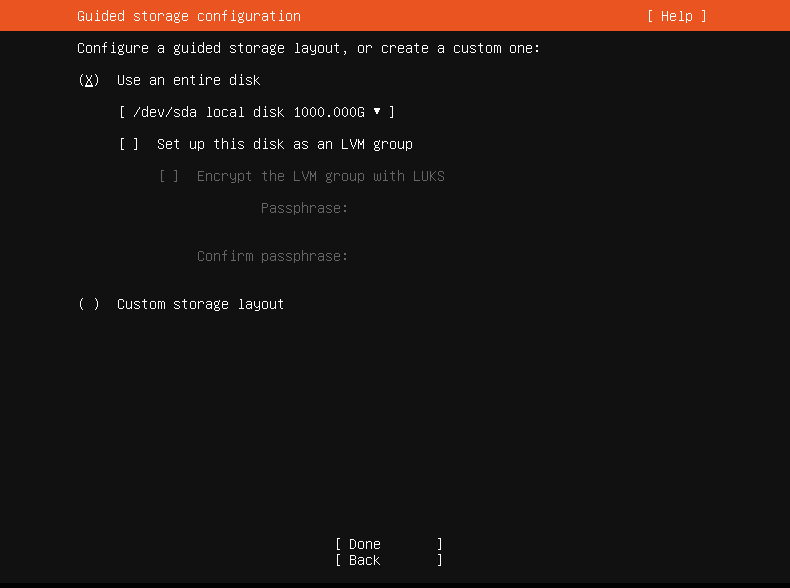 Guided storage configuration [ Help ]
Configure a guided storage layout, or create a custom one:
(X) Use an entire disk
[ /dev/sda local disk 1000.000G ▾ ]
[ ] Set up this disk as an LVM group
[ ] Encrypt the LVM group with LUKS
Passphrase:
Confirm passphrase:
( ) Custom storage layout
[ Done ]
[ Back ]